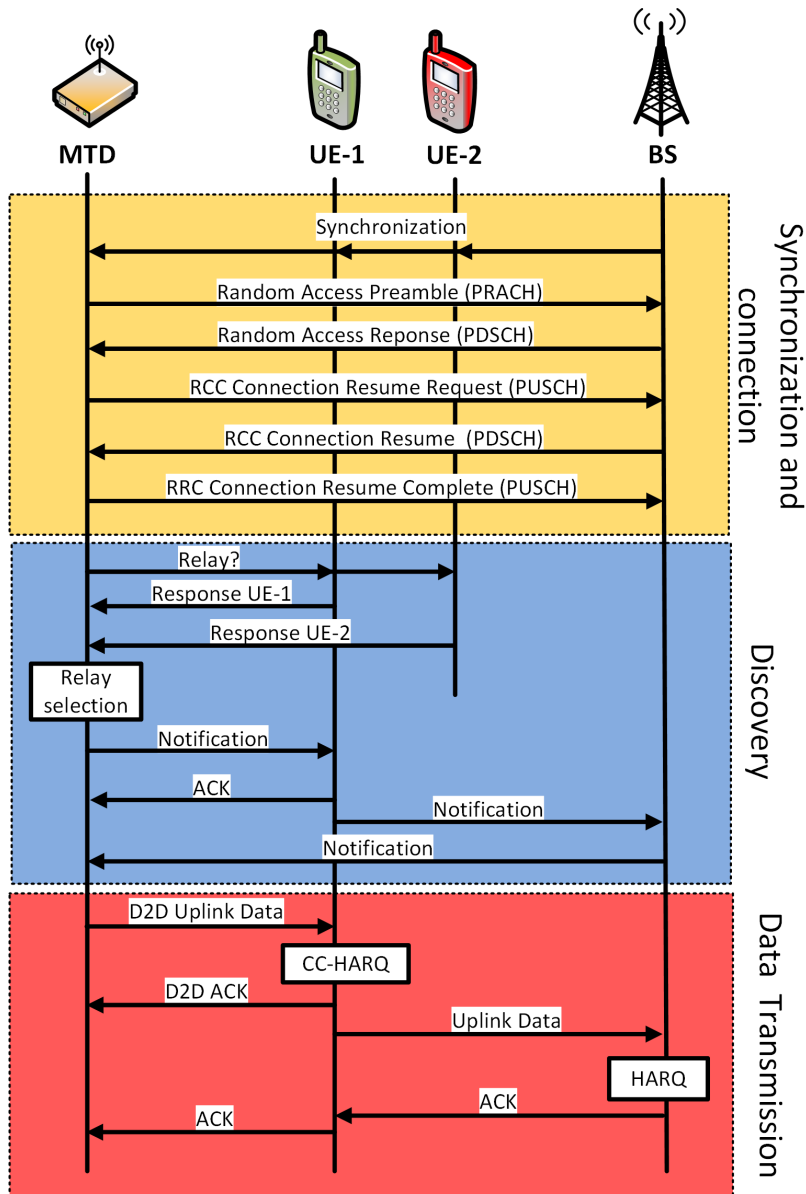 MTD
UE-1
UE-2
BS
Synchronization and
connection
Synchronization
Random Access Preamble (PRACH)
Random Access Reponse (PDSCH)
RCC Connection Resume Request (PUSCH)
RCC Connection Resume (PDSCH)
RRC Connection Resume Complete (PUSCH)
Discovery
Relay?
Response UE-1
Response UE-2
Relay
selection
Notification
ACK
Notification
Notification
Data Transmission
D2D Uplink Data
CC-HARQ
D2D ACK
Uplink Data
HARQ
ACK
ACK